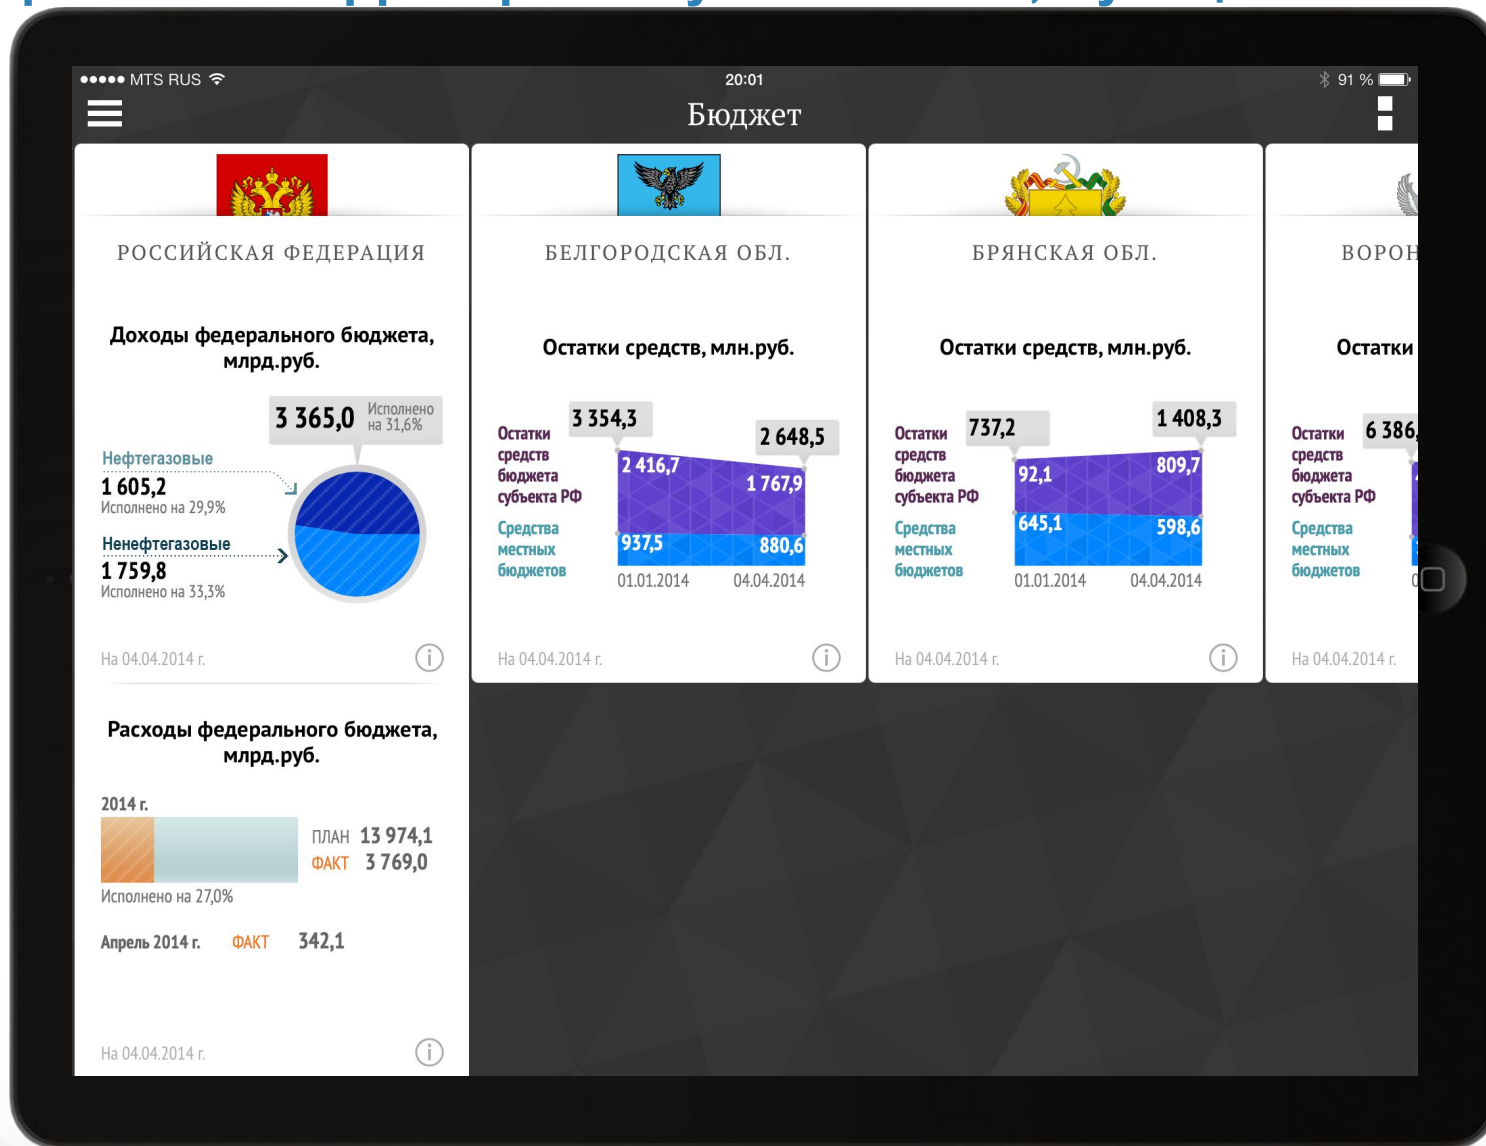 MTS RUS
20:01
91 %
Бюджет
РОССИЙСКАЯ ФЕДЕРАЦИЯ
Доходы федерального бюджета,
млрд.руб.
3 365,0
Исполнено
на 31,6%
Нефтегазовые
1 605,2
Исполнено на 29,9%
Ненефтегазовые
1 759,8
Исполнено на 33,3%
На 04.04.2014 г.
Расходы федерального бюджета,
млрд.руб.
2014 г.
ПЛАН 13 974,1
ФАКТ 3 769,0
Исполнено на 27,0%
Апрель 2014 г. ФАКТ 342,1
На 04.04.2014 г.
БЕЛГОРОДСКАЯ ОБЛ.
Остатки средств, млн.руб.
3 354,3
2 648,5
Остатки
средств
бюджета
субъекта РФ
2 416,7
1 767,9
Средства
местных
бюджетов
937,5
880,6
01.01.2014 04.04.2014
На 04.04.2014 г.
БРЯНСКАЯ ОБЛ.
Остатки средств, млн.руб.
737,2
1 408,3
Остатки
средств
бюджета
субъекта РФ
92,1
809,7
Средства
местных
бюджетов
645,1
598,6
01.01.2014 04.04.2014
На 04.04.2014 г.
ВОРОН
Остатки
6 386,
Остатки
средств
бюджета
субъекта РФ
Средства
местных
бюджетов
На 04.04.2014 г.